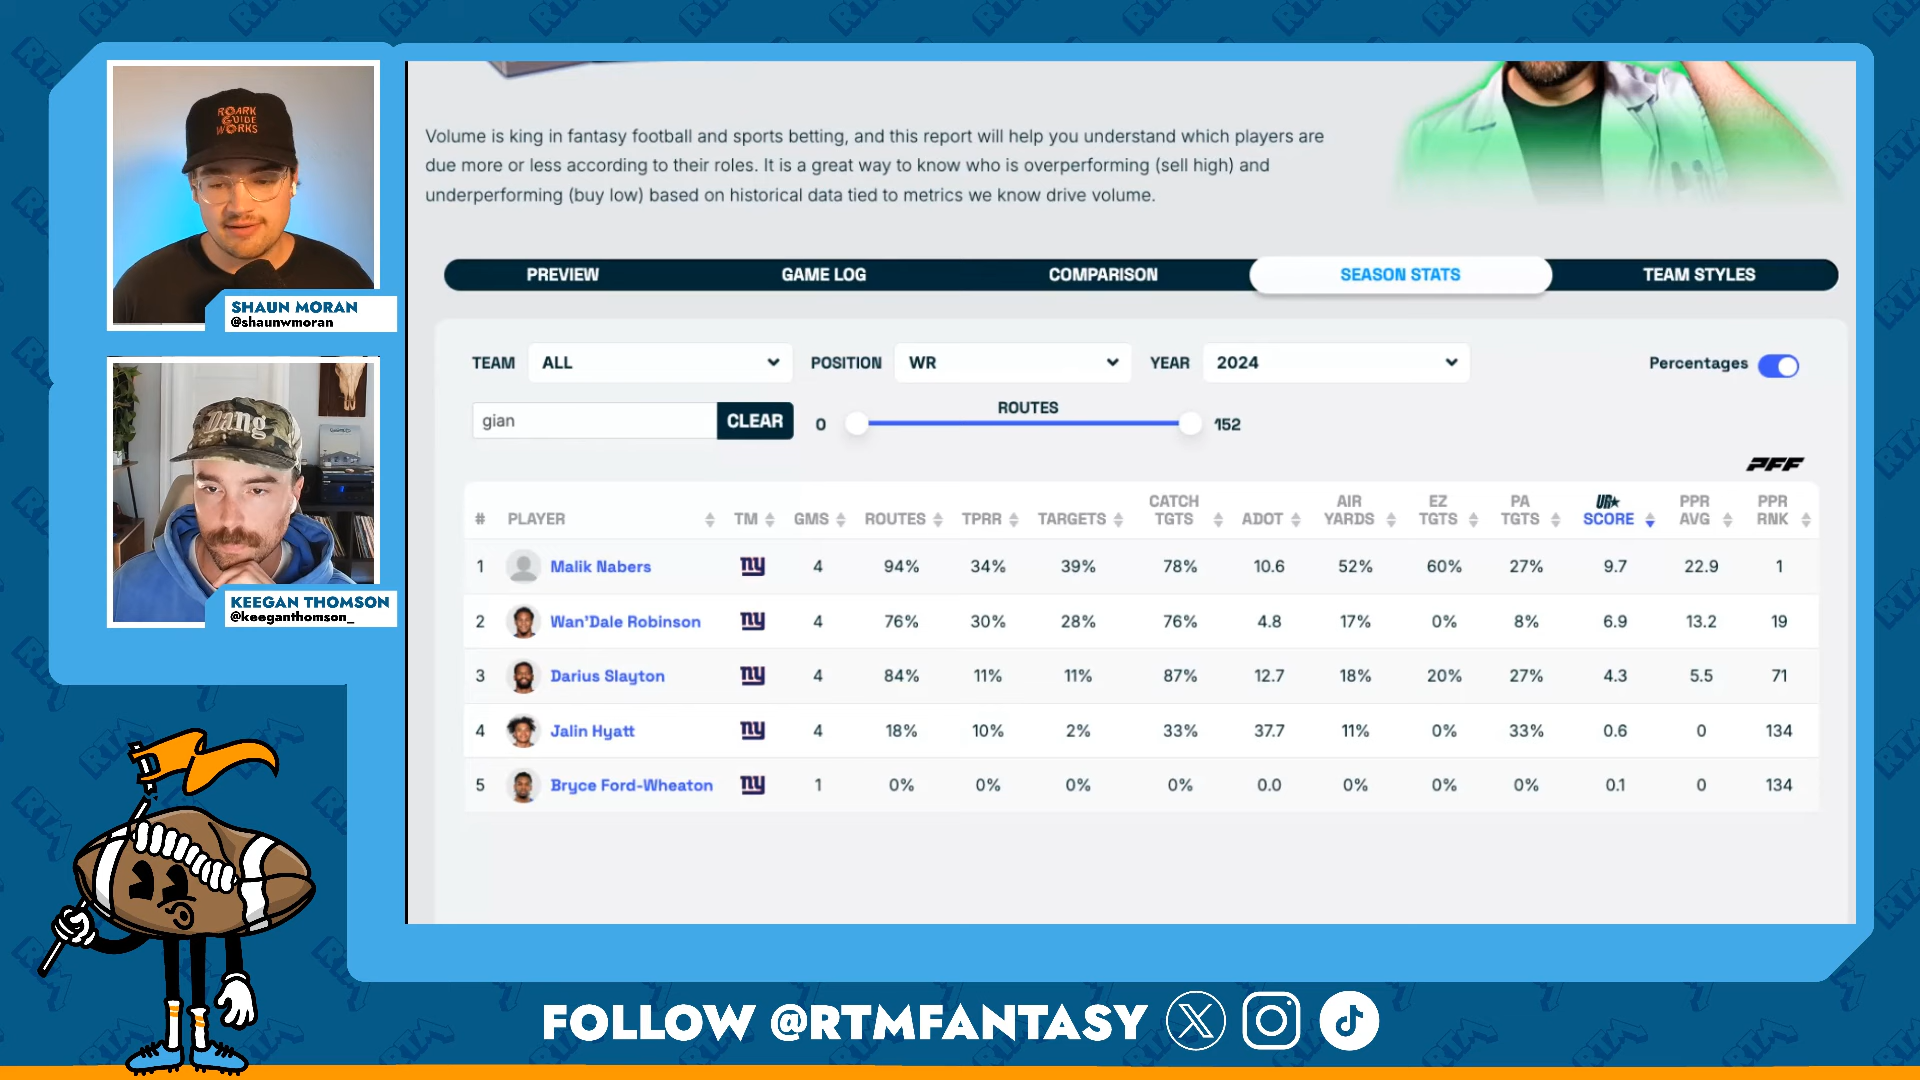 ROARK
GUIDE
WORKS
SHAUN MORAN
@shaunwmoran
Dang
KEEGAN THOMSON
@keeganthomson_
Volume is king in fantasy football and sports betting, and this report will help you understand which players are
due more or less according to their roles. It is a great way to know who is overperforming (sell high) and
underperforming (buy low) based on historical data tied to metrics we know drive volume.
PREVIEW GAME LOG COMPARISON SEASON STATS TEAM STYLES
TEAM ALL POSITION WR YEAR 2024 Percentages
gian CLEAR 0 ROUTES 152
PFF
# PLAYER TM GMS ROUTES TPRR TARGETS CATCH TGTS ADOT AIR YARDS EZ TGTS PA TGTS SCORE PPR AVG PPR RNK
1 Malik Nabers ny 4 94% 34% 39% 78% 10.6 52% 60% 27% 9.7 22.9 1
2 Wan'Dale Robinson ny 4 76% 30% 28% 76% 4.8 17% 0% 8% 6.9 13.2 19
3 Darius Slayton ny 4 84% 11% 11% 87% 12.7 18% 20% 27% 4.3 5.5 71
4 Jalin Hyatt ny 4 18% 10% 2% 33% 37.7 11% 0% 33% 0.6 0 134
5 Bryce Ford-Wheaton ny 1 0% 0% 0% 0% 0.0 0% 0% 0% 0.1 0 134
FOLLOW @RTMFANTASY